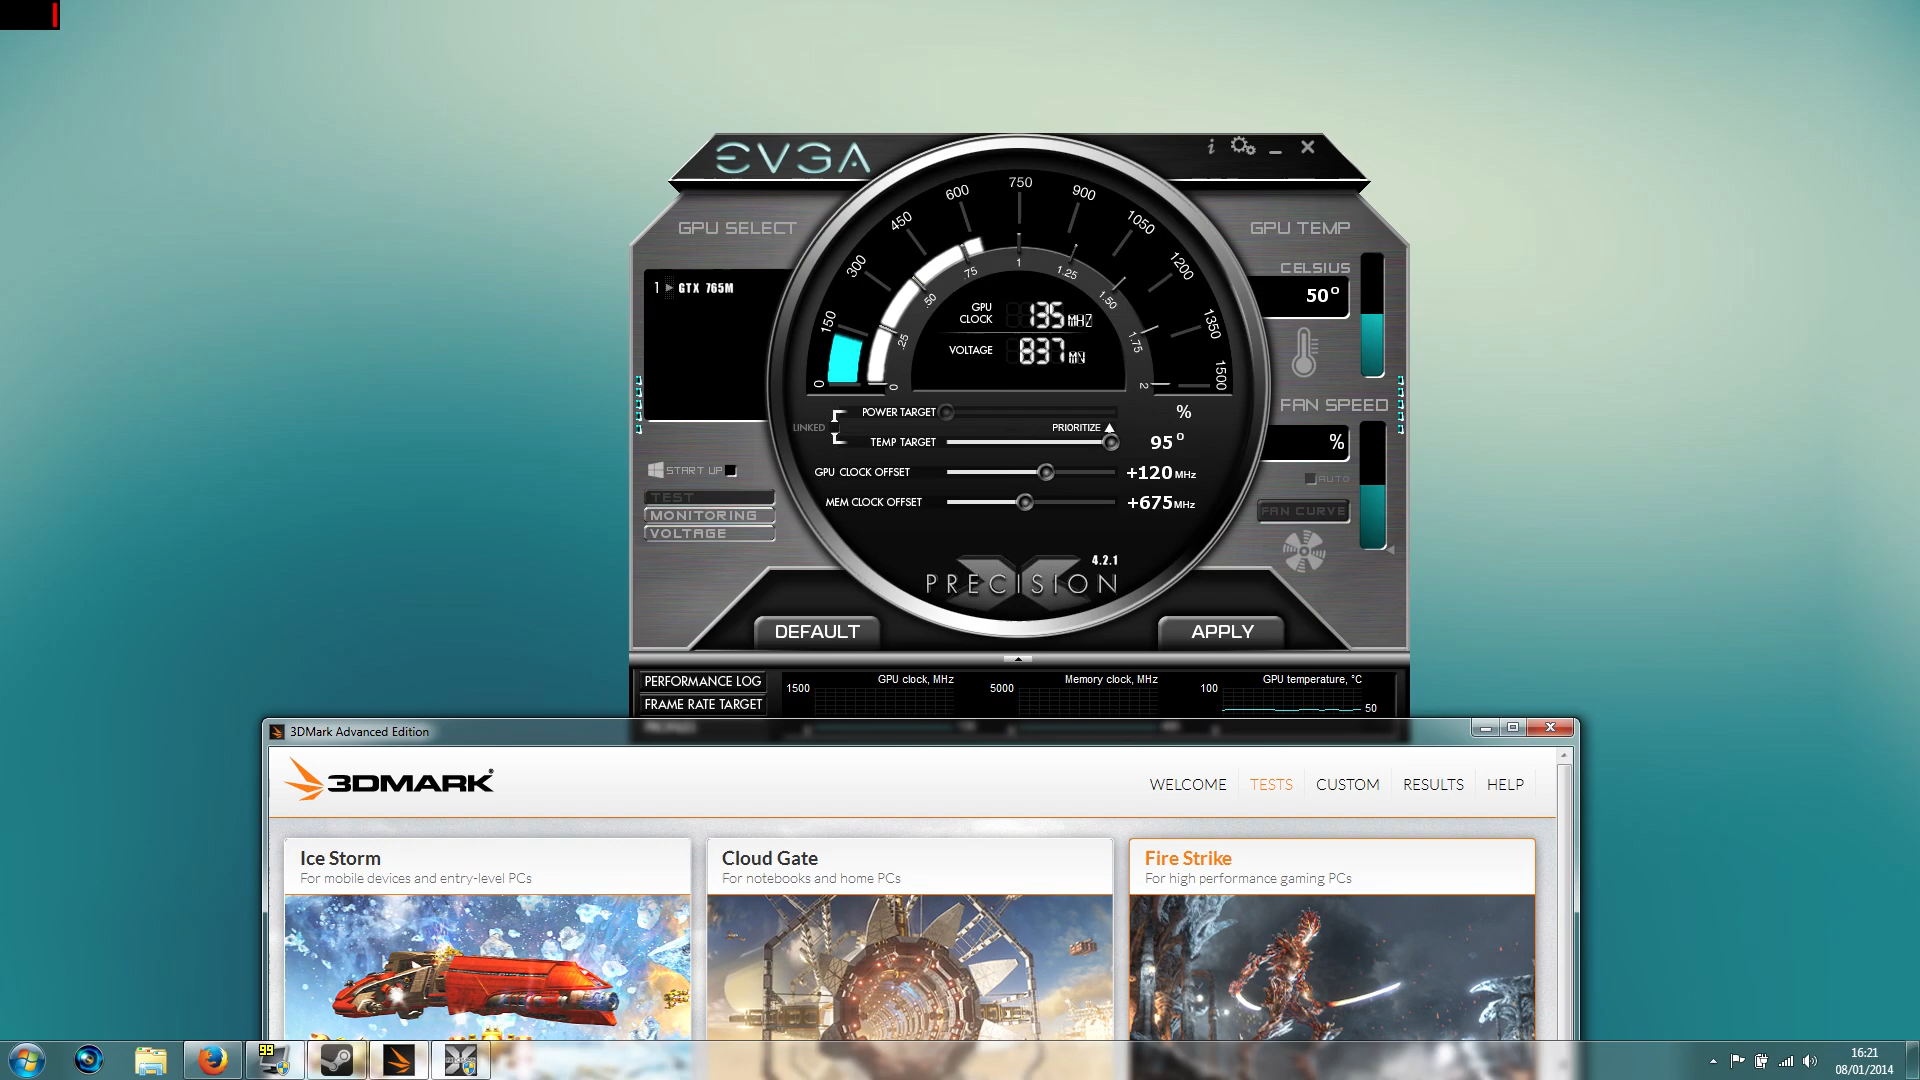 EVGA
i
GPU SELECT
1 GTX 765M
START UP
TEST
MONITORING
VOLTAGE
0
150
300
450
600
750
900
1050
1200
1350
1500
0
.25
.50
.75
1
1.25
1.50
1.75
2
GPU CLOCK 135 MHZ
VOLTAGE 837 MV
LINKED
POWER TARGET %
PRIORITIZE
TEMP TARGET 95°
GPU CLOCK OFFSET +120 MHz
MEM CLOCK OFFSET +675 MHz
4.2.1
PRECISION X
GPU TEMP
CELSIUS
50°
FAN SPEED
%
AUTO
FAN CURVE
DEFAULT
APPLY
PERFORMANCE LOG
FRAME RATE TARGET
GPU clock, MHz
1500
Memory clock, MHz
5000
GPU temperature, °C
100
50
3DMark Advanced Edition
3DMARK®
WELCOME TESTS CUSTOM RESULTS HELP
Ice Storm
For mobile devices and entry-level PCs
Cloud Gate
For notebooks and home PCs
Fire Strike
For high performance gaming PCs
99
PRECISION
16:21
08/01/2014